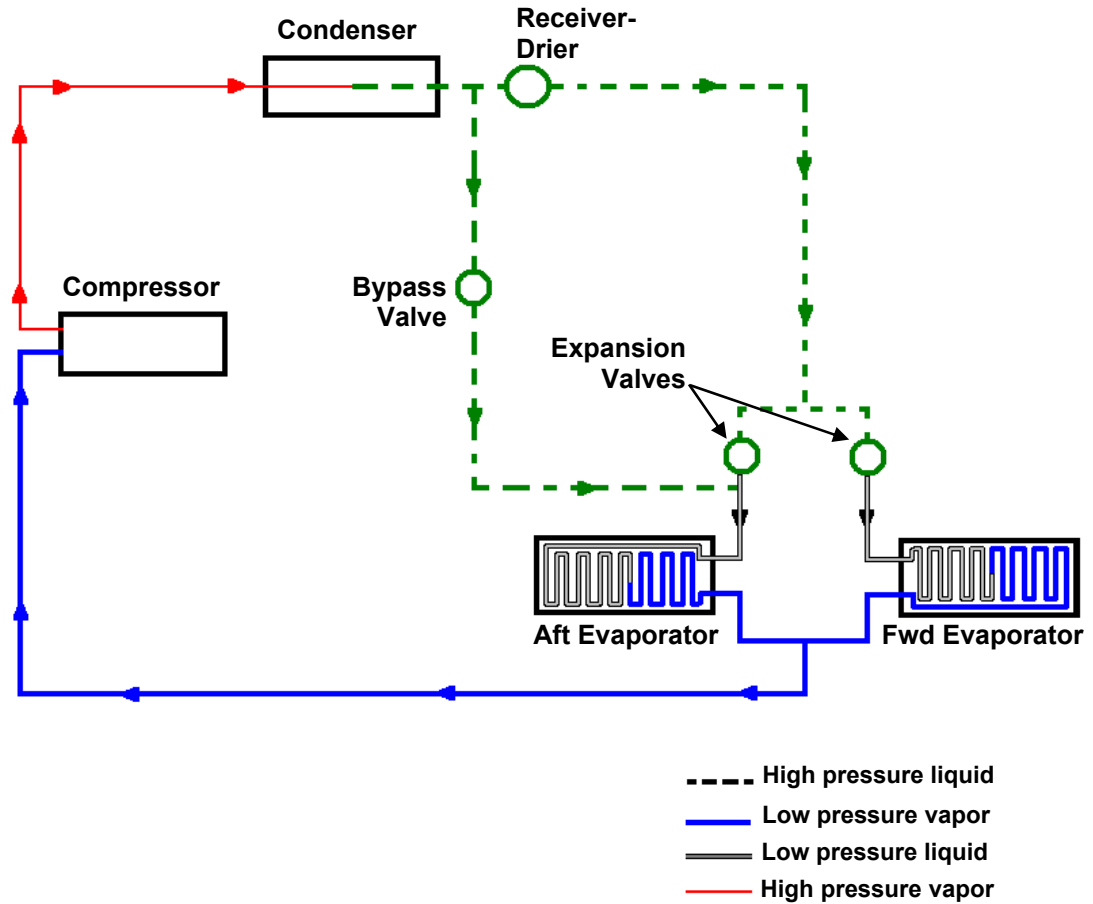 Receiver-
Drier
Condenser
Compressor
Bypass
Valve
Expansion
Valves
Aft Evaporator
Fwd Evaporator
High pressure liquid
Low pressure vapor
Low pressure liquid
High pressure vapor